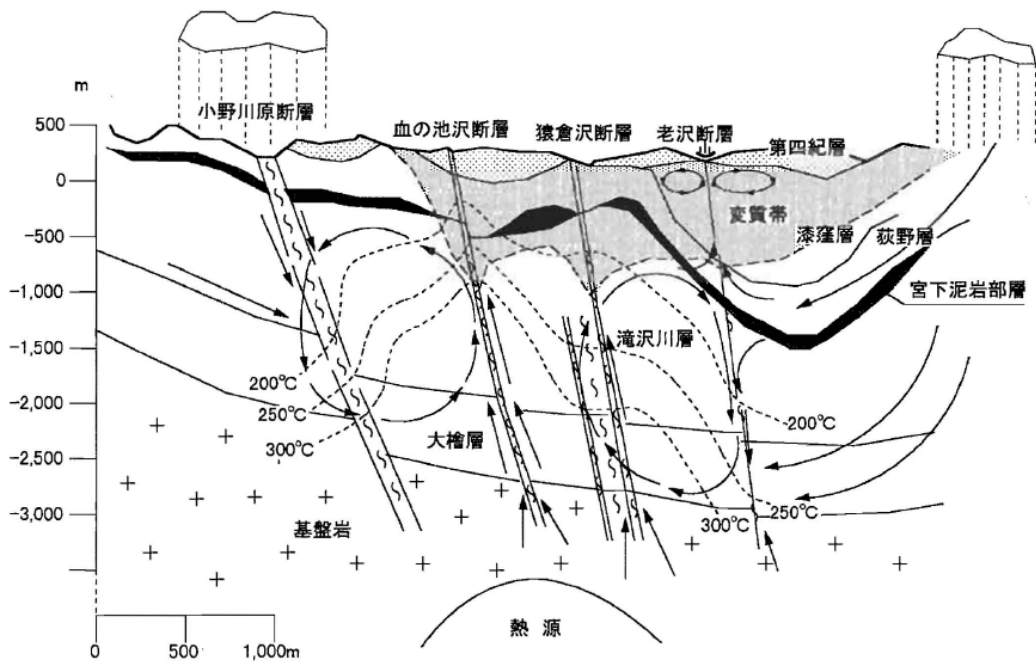 m
500
0
−500
−1,000
−1,500
−2,000
−2,500
−3,000
小野川原断層
血の池沢断層
猿倉沢断層
老沢断層
第四紀層
変質帯
漆窪層
荻野層
宮下泥岩部層
滝沢川層
200℃
250℃
300℃
大檜層
200℃
250℃
300℃
基盤岩
熱 源
0
500
1,000m